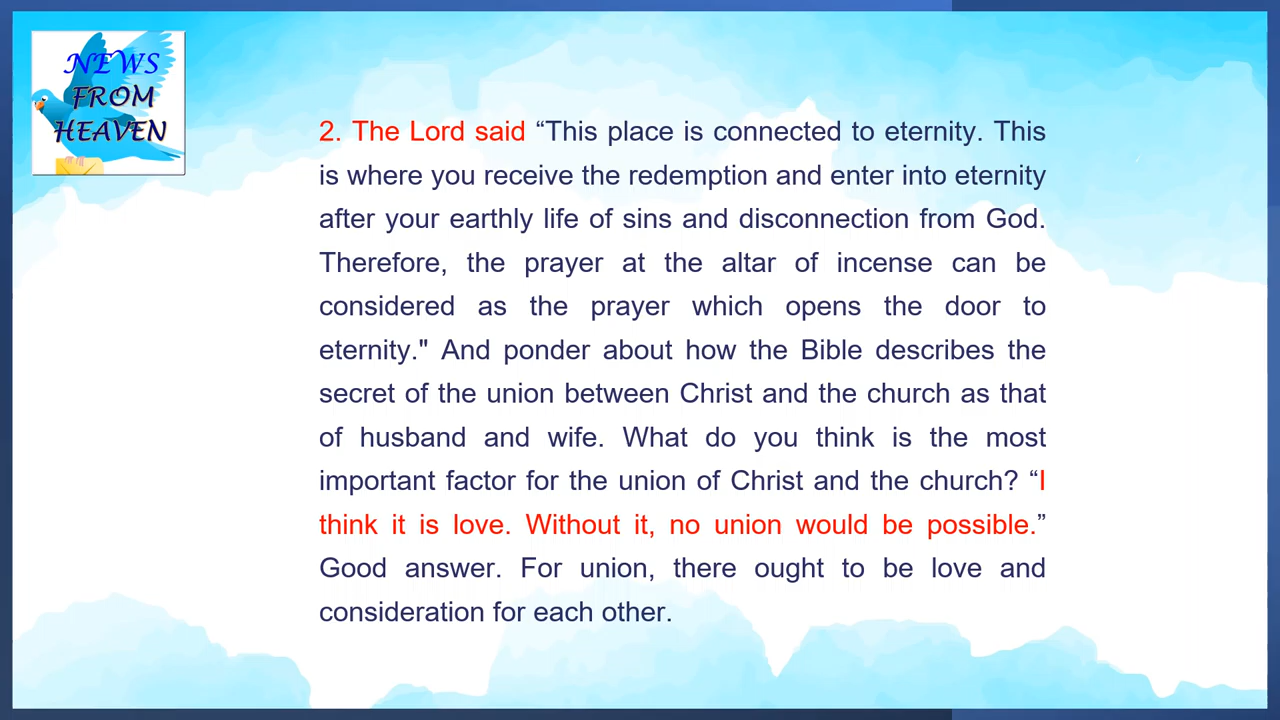 NEWS
FROM
HEAVEN
2. The Lord said “This place is connected to eternity. This
is where you receive the redemption and enter into eternity
after your earthly life of sins and disconnection from God.
Therefore, the prayer at the altar of incense can be
considered as the prayer which opens the door to
eternity." And ponder about how the Bible describes the
secret of the union between Christ and the church as that
of husband and wife. What do you think is the most
important factor for the union of Christ and the church? “I
think it is love. Without it, no union would be possible.”
Good answer. For union, there ought to be love and
consideration for each other.